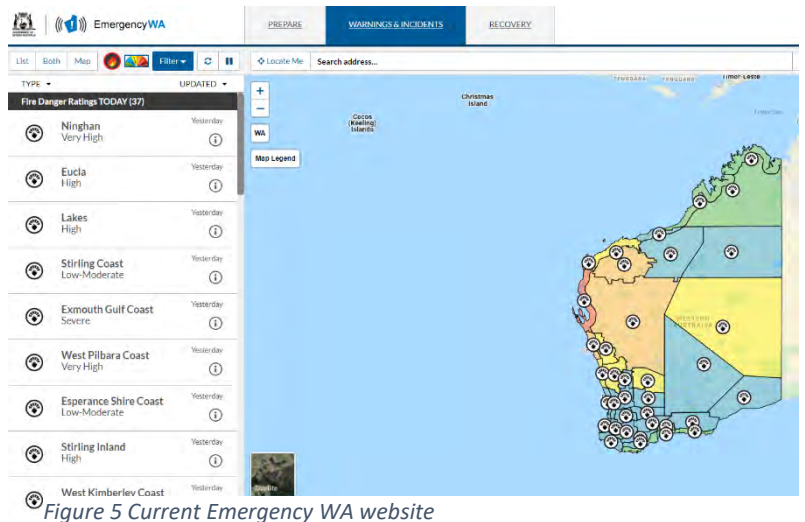 EmergencyWA
PREPARE
WARNINGS & INCIDENTS
RECOVERY
List Both Map Filter
Locate Me Search address...
TYPE UPDATED
Fire Danger Ratings TODAY (37)
Ninghan Yesterday
Very High
Eucla Yesterday
High
Lakes Yesterday
High
Stirling Coast Yesterday
Low-Moderate
Exmouth Gulf Coast Yesterday
Severe
West Pilbara Coast Yesterday
Very High
Esperance Shire Coast Yesterday
Low-Moderate
Stirling Inland Yesterday
High
West Kimberley Coast Yesterday
+
−
WA
Map Legend
Cocos
(Keeling)
Islands
Christmas
Island
Timor-Leste
WESTERN
AUSTRALIA
Satellite
Figure 5 Current Emergency WA website